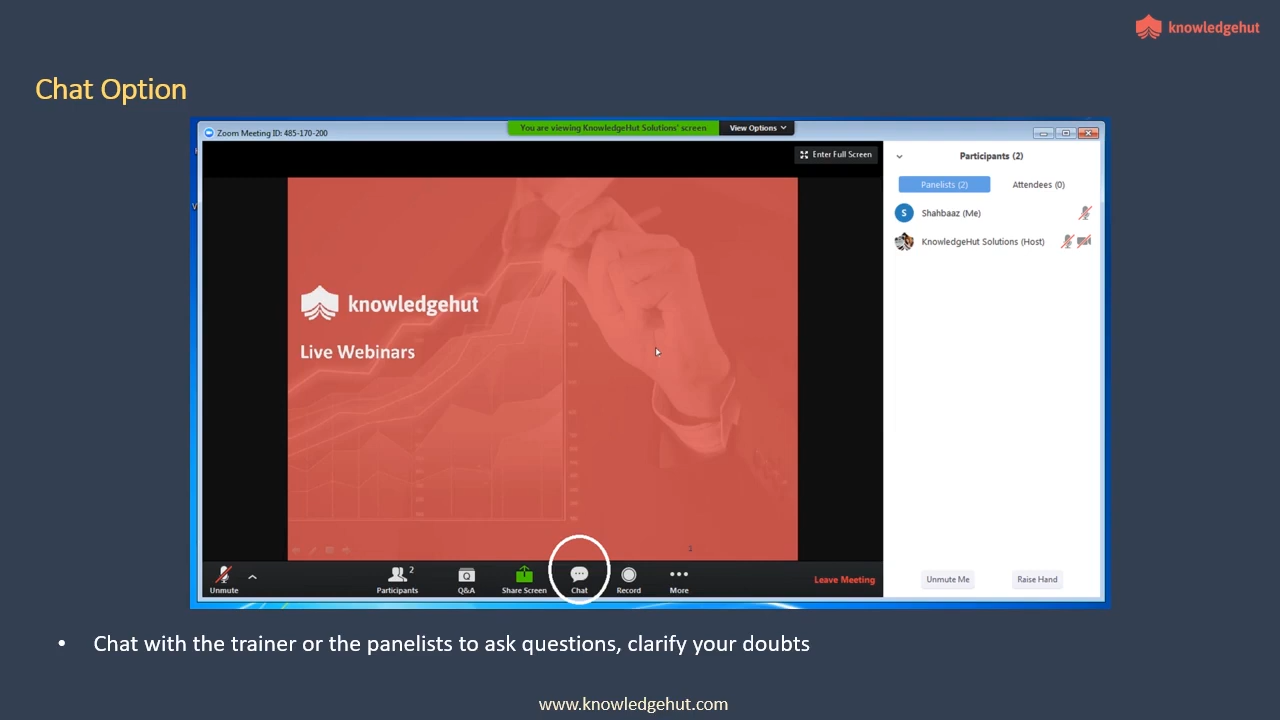 knowledgehut
Chat Option
Zoom Meeting ID: 485-170-200
You are viewing KnowledgeHut Solutions' screen
View Options
Enter Full Screen
Participants (2)
Panelists (2)
Attendees (0)
S
Shahbaaz (Me)
KnowledgeHut Solutions (Host)
knowledgehut
Live Webinars
1
Unmute
2
Participants
Q
Q&A
Share Screen
Chat
Record
More
Leave Meeting
Unmute Me
Raise Hand
• Chat with the trainer or the panelists to ask questions, clarify your doubts
www.knowledgehut.com